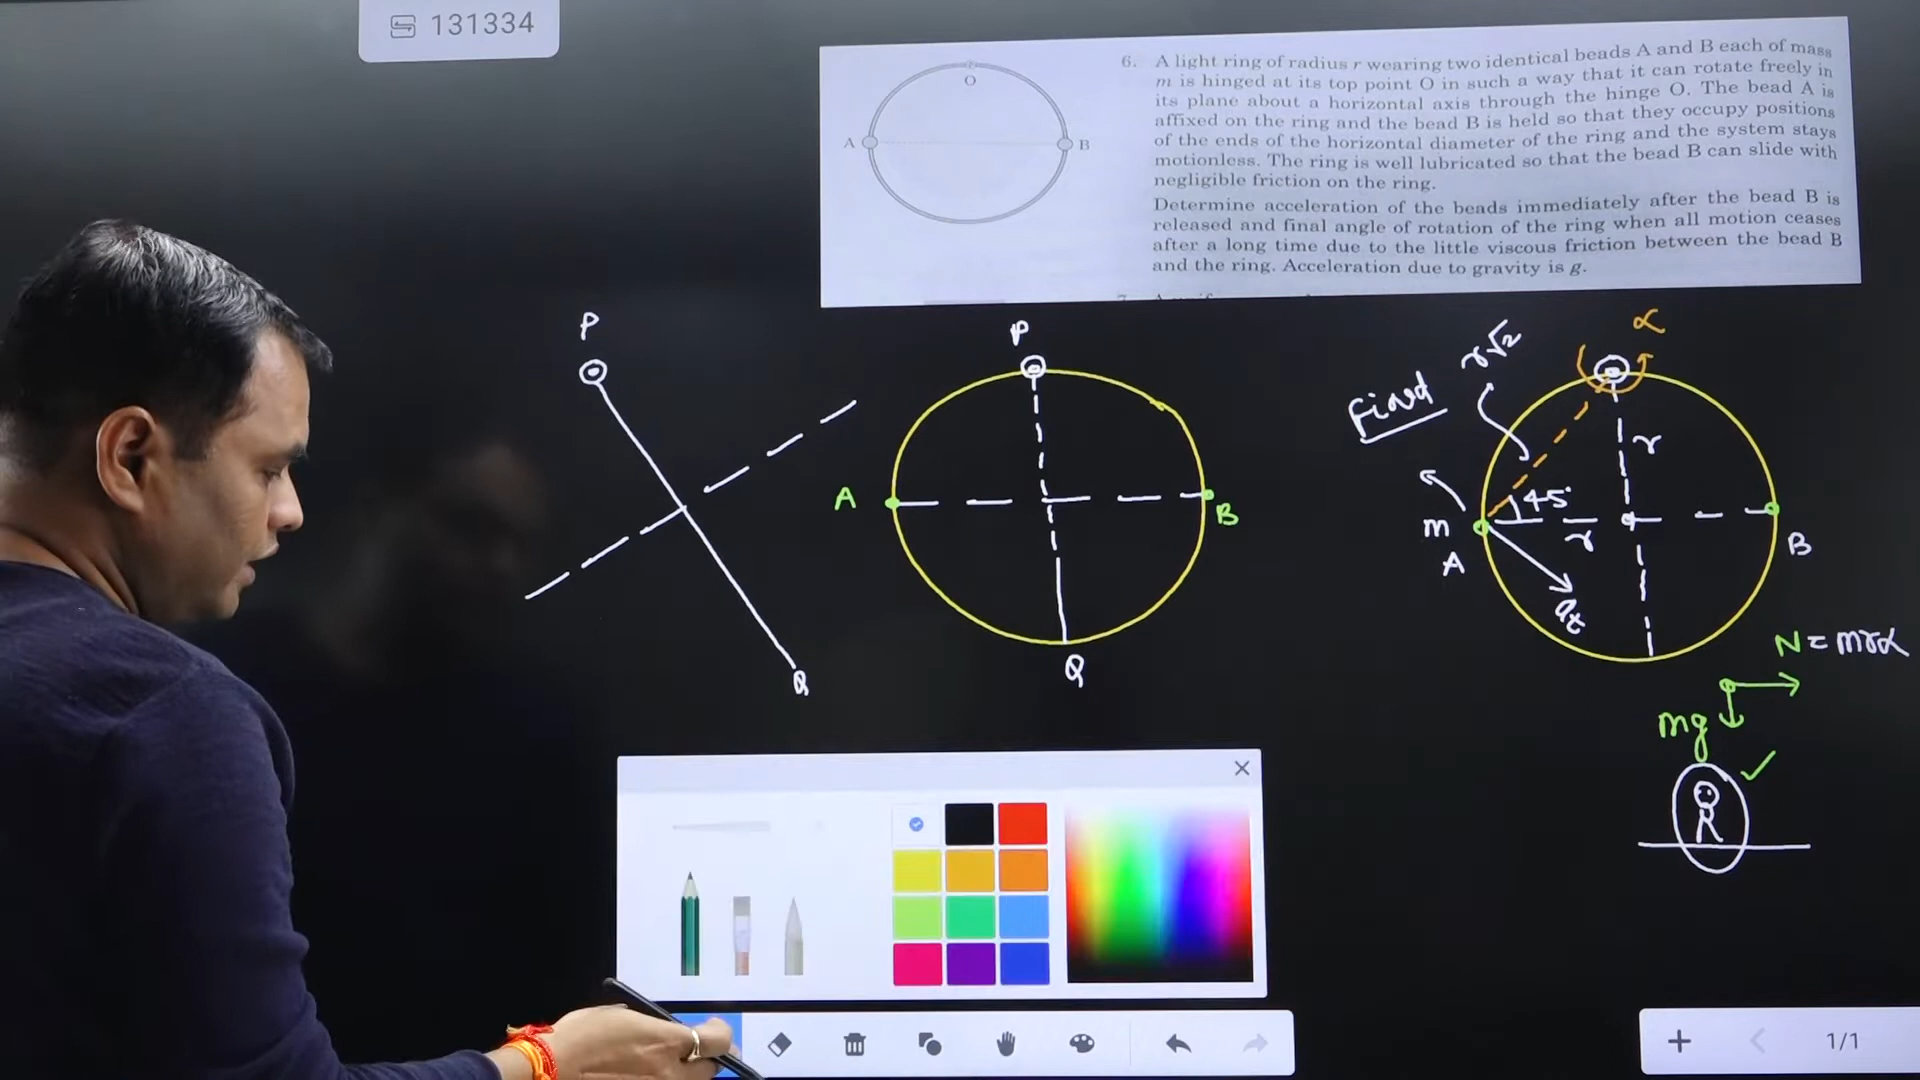 131334
O
A
B
6. A light ring of radius r wearing two identical beads A and B each of mass
m is hinged at its top point O in such a way that it can rotate freely in
its plane about a horizontal axis through the hinge O. The bead A is
affixed on the ring and the bead B is held so that they occupy positions
of the ends of the horizontal diameter of the ring and the system stays
motionless. The ring is well lubricated so that the bead B can slide with
negligible friction on the ring.
Determine acceleration of the beads immediately after the bead B is
released and final angle of rotation of the ring when all motion ceases
after a long time due to the little viscous friction between the bead B
and the ring. Acceleration due to gravity is g.
P
Q
P
A
B
Q
α
r√2
Find
r
45°
m
r
A
B
at
N = mrα
mg
1/1